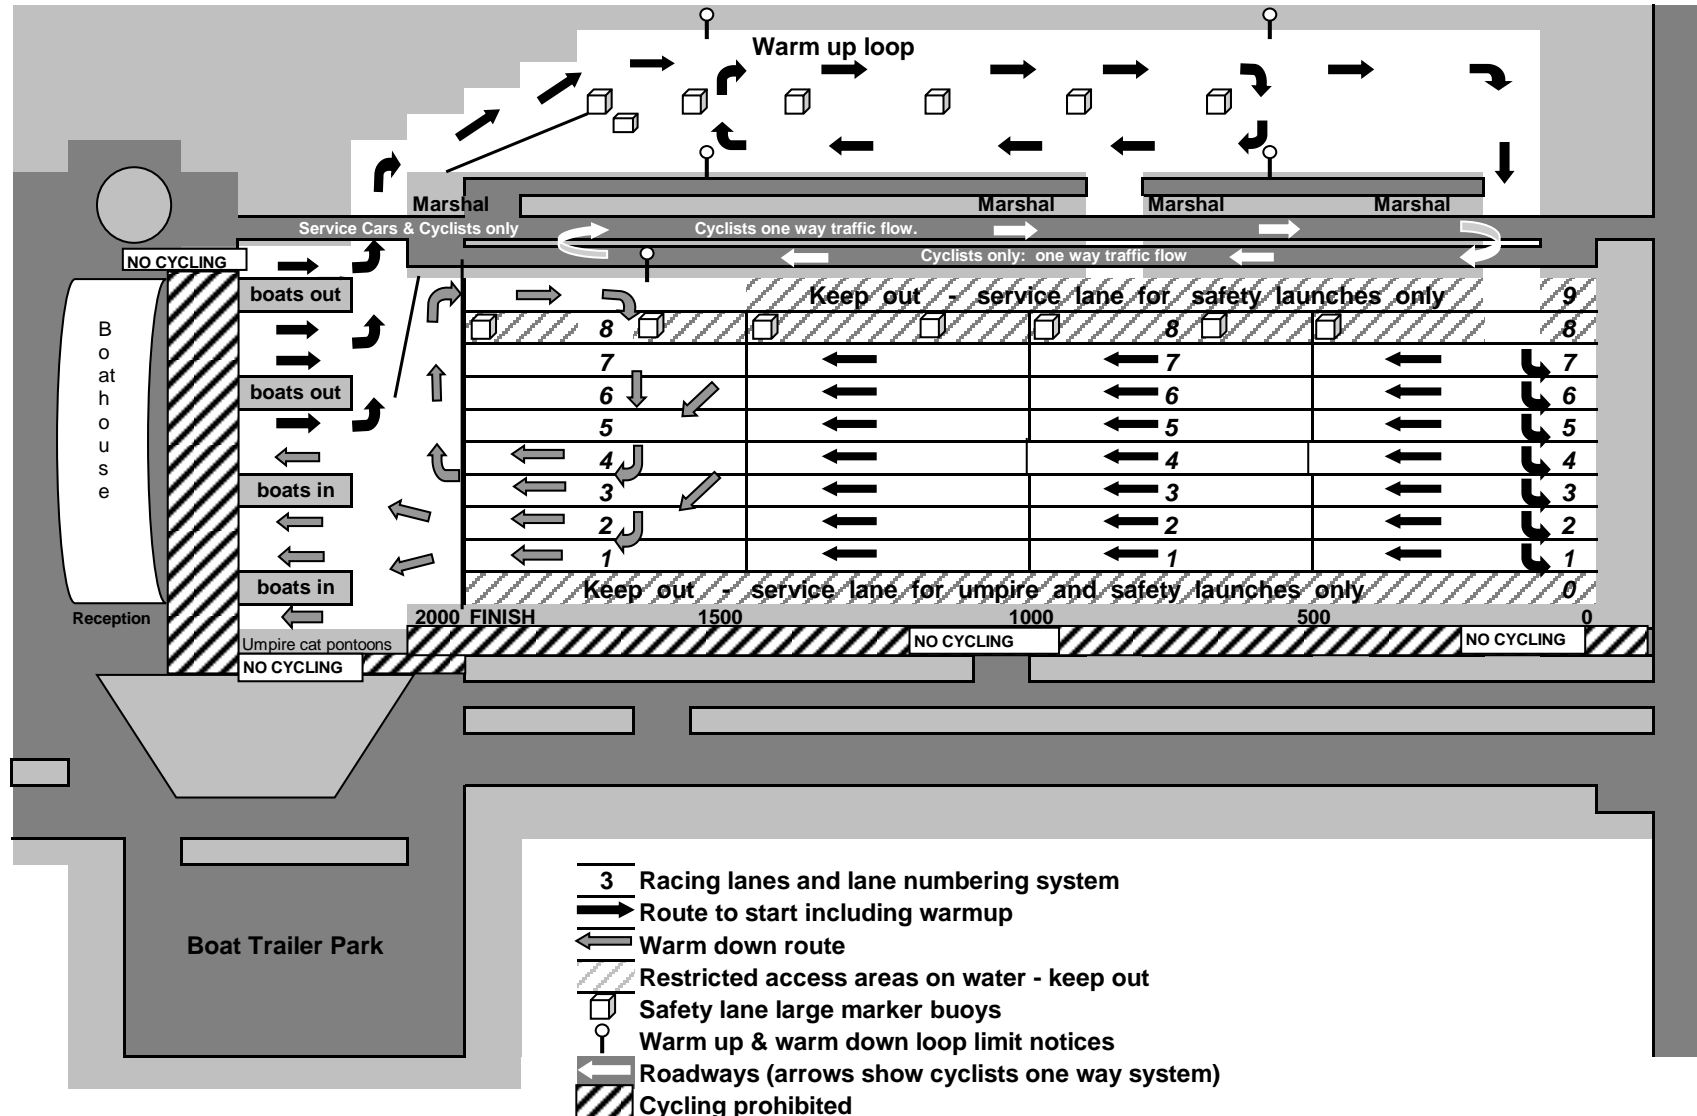 Warm up loop
Marshal
Marshal
Marshal
Marshal
Service Cars & Cyclists only
Cyclists one way traffic flow.
Cyclists only: one way traffic flow
NO CYCLING
boats out
Keep out - service lane for safety launches only
9
8
8
8
Boathouse
7
7
7
boats out
6
6
6
5
5
5
4
4
4
boats in
3
3
3
2
2
2
1
1
1
boats in
Keep out - service lane for umpire and safety launches only
0
Reception
2000 FINISH
1500
1000
500
0
Umpire cat pontoons
NO CYCLING
NO CYCLING
NO CYCLING
3 Racing lanes and lane numbering system
Route to start including warmup
Boat Trailer Park
Warm down route
Restricted access areas on water - keep out
Safety lane large marker buoys
Warm up & warm down loop limit notices
Roadways (arrows show cyclists one way system)
Cycling prohibited